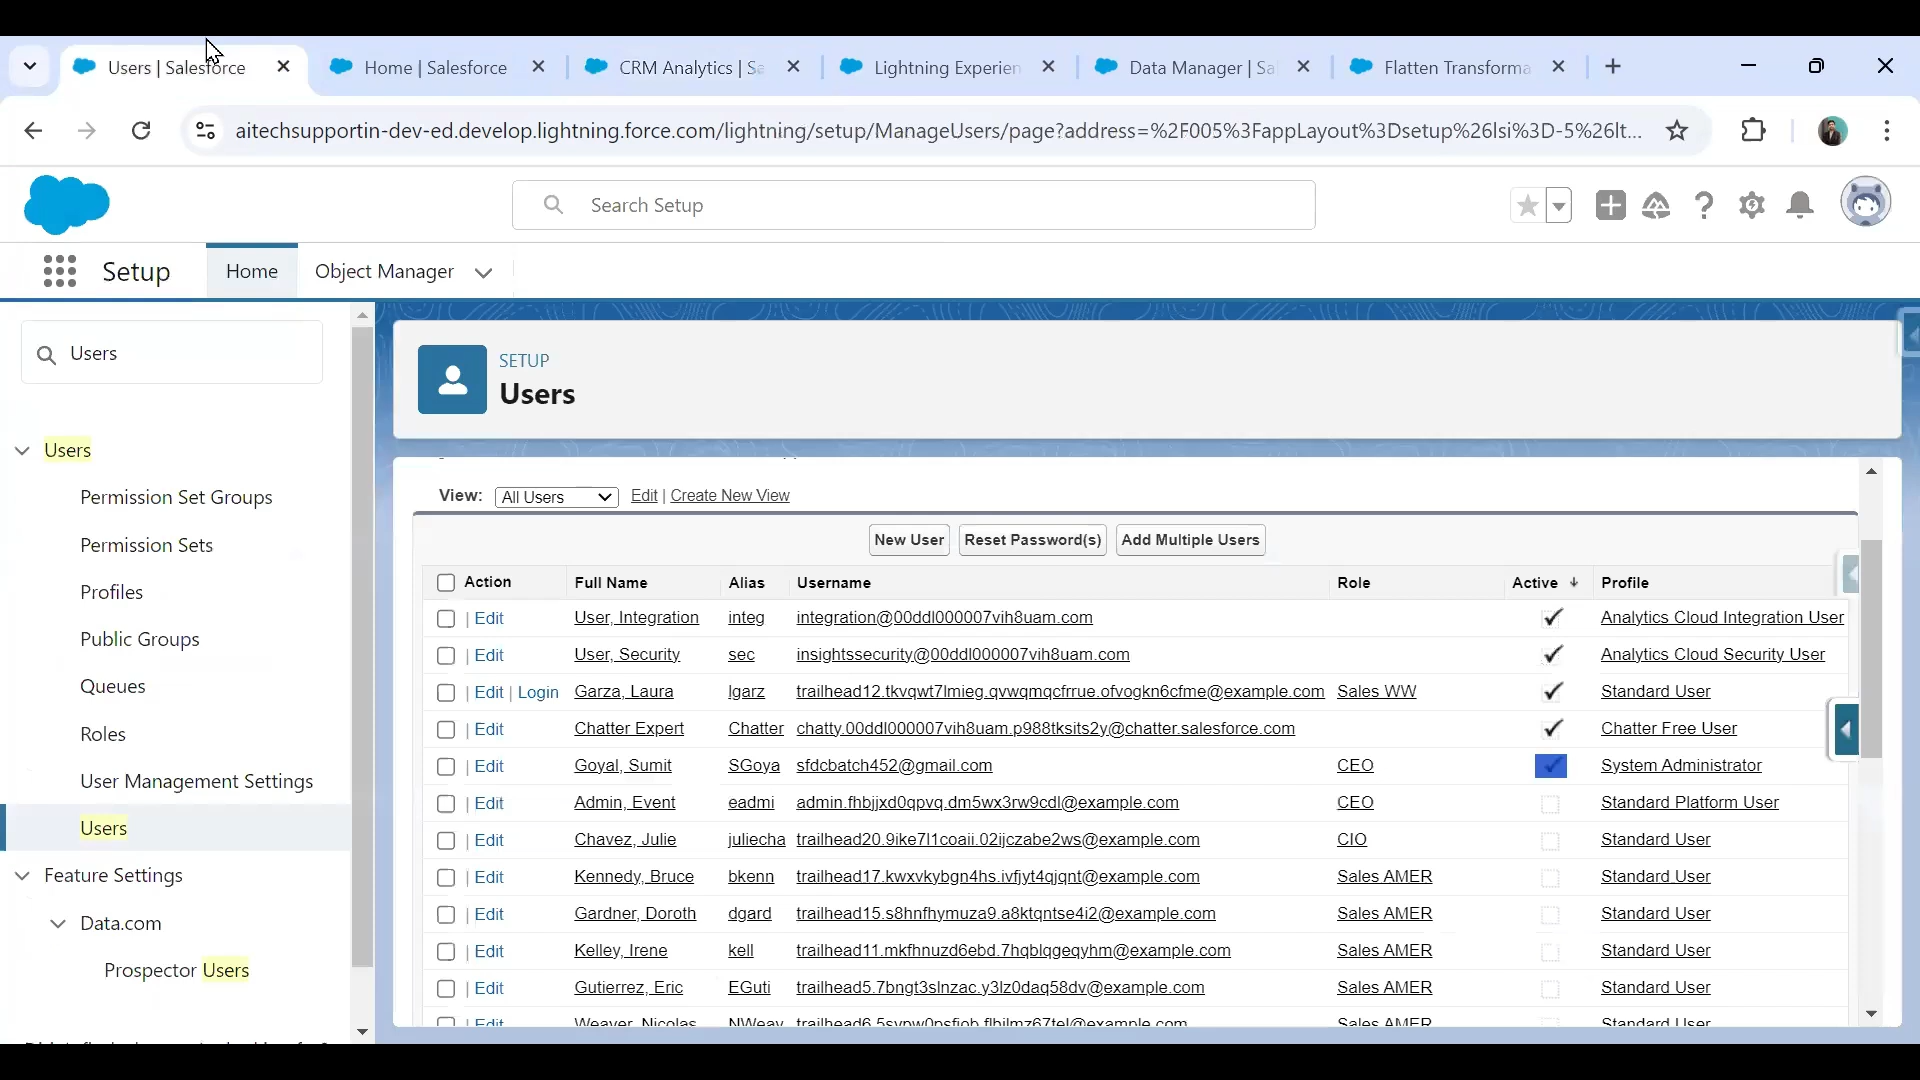 Users | Salesforce
Home | Salesforce
CRM Analytics | Sa
Lightning Experien
Data Manager | Sa
Flatten Transforma
aitechsupportin-dev-ed.develop.lightning.force.com/lightning/setup/ManageUsers/page?address=%2F005%3FappLayout%3Dsetup%26lsi%3D-5%26lt...
Search Setup
Setup
Home
Object Manager
Users
Users
Permission Set Groups
Permission Sets
Profiles
Public Groups
Queues
Roles
User Management Settings
Users
Feature Settings
Data.com
Prospector Users
SETUP
Users
View: All Users Edit | Create New View
New User Reset Password(s) Add Multiple Users
Action Full Name Alias Username Role Active Profile
| Edit User, Integration integ integration@00ddl000007vih8uam.com Analytics Cloud Integration User
| Edit User, Security sec insightssecurity@00ddl000007vih8uam.com Analytics Cloud Security User
| Edit | Login Garza, Laura lgarz trailhead12.tkvqwt7lmieg.qvwqmqcfrrue.ofvogkn6cfme@example.com Sales WW Standard User
| Edit Chatter Expert Chatter chatty.00ddl000007vih8uam.p988tksits2y@chatter.salesforce.com Chatter Free User
| Edit Goyal, Sumit SGoya sfdcbatch452@gmail.com CEO System Administrator
| Edit Admin, Event eadmi admin.fhbjjxd0qpvq.dm5wx3rw9cdl@example.com CEO Standard Platform User
| Edit Chavez, Julie juliecha trailhead20.9ike7l1coaii.02ijczabe2ws@example.com CIO Standard User
| Edit Kennedy, Bruce bkenn trailhead17.kwxvkybgn4hs.ivfjyt4qjqnt@example.com Sales AMER Standard User
| Edit Gardner, Doroth dgard trailhead15.s8hnfhymuza9.a8ktqntse4i2@example.com Sales AMER Standard User
| Edit Kelley, Irene kell trailhead11.mkfhnuzd6ebd.7hqblqgeqyhm@example.com Sales AMER Standard User
| Edit Gutierrez, Eric EGuti trailhead5.7bngt3slnzac.y3lz0daq58dv@example.com Sales AMER Standard User
Edit Weaver, Nicolas NWeav Sales AMER Standard User